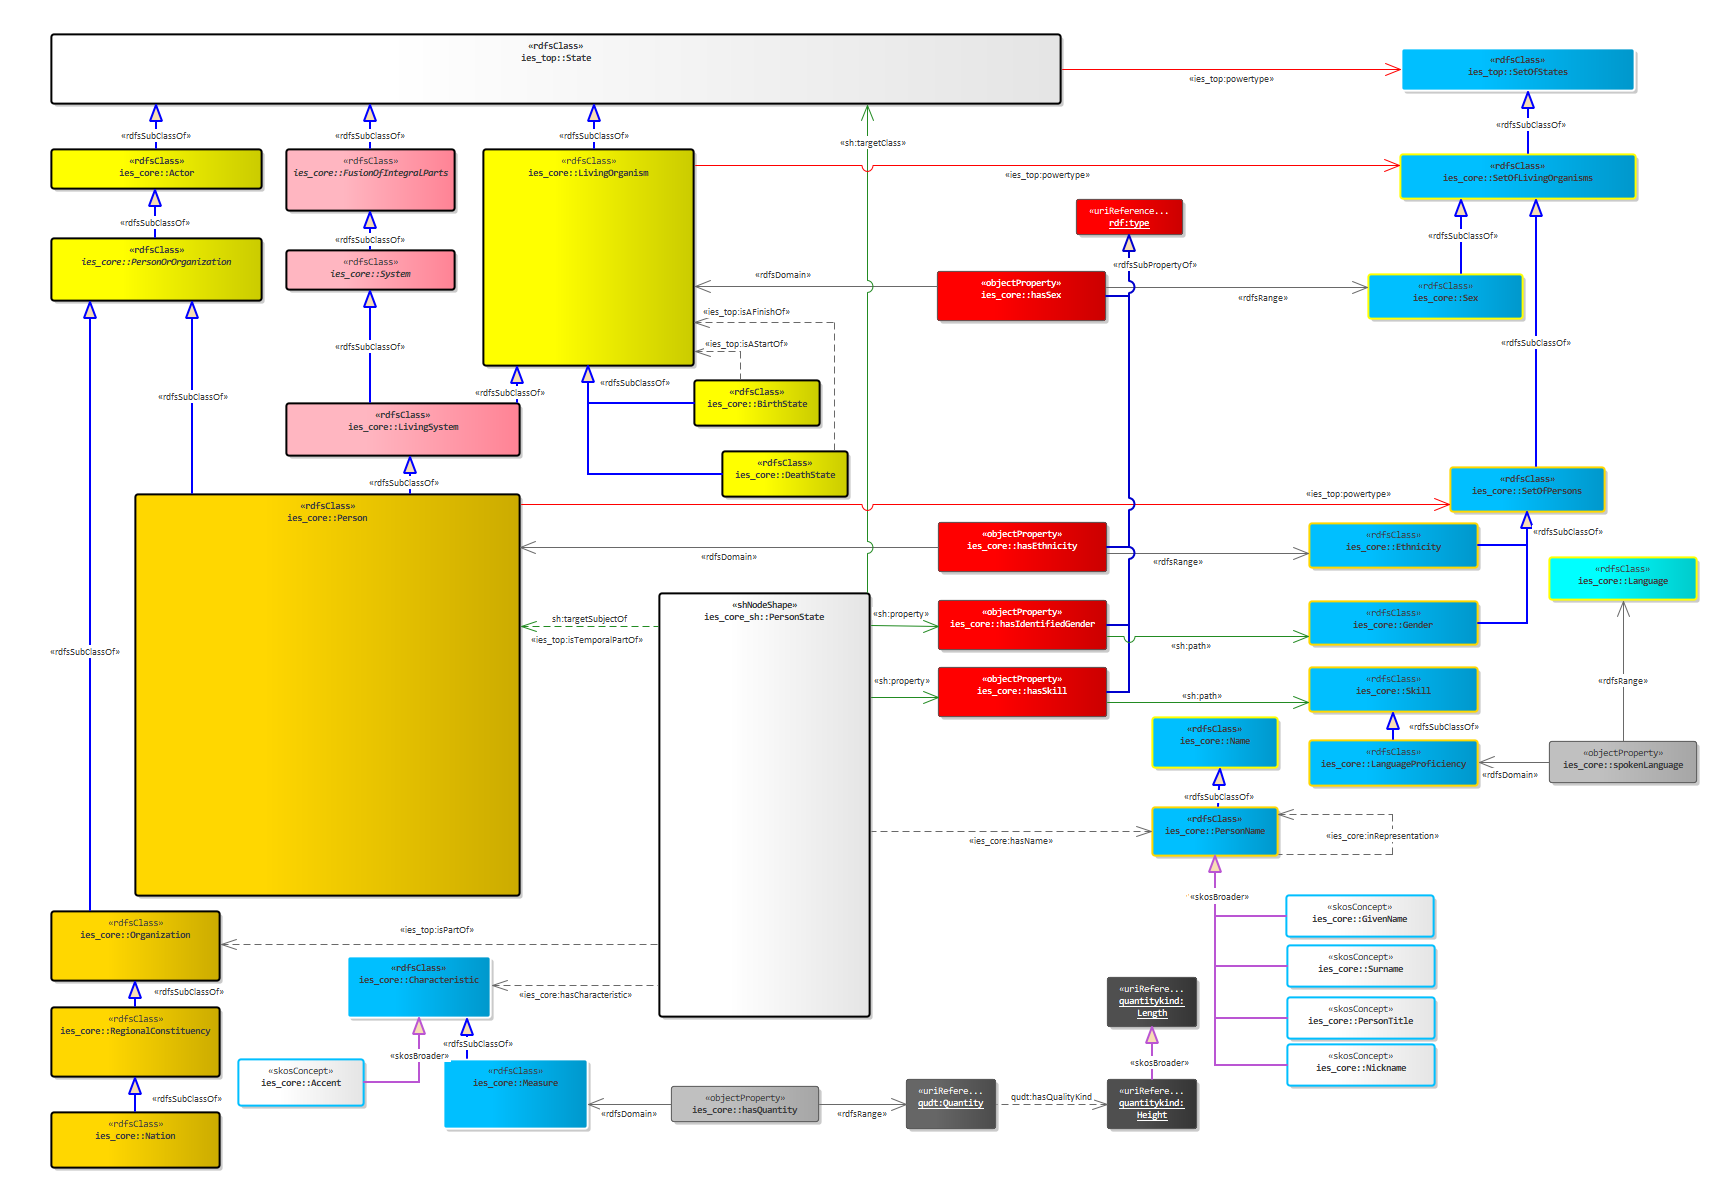 «rdfsClass»
ies_top::State
«ies_top:powertype»
«rdfsClass»
ies_top::SetOfStates
«rdfsSubClassOf»
«rdfsSubClassOf»
«rdfsSubClassOf»
«sh:targetClass»
«rdfsSubClassOf»
«rdfsClass»
ies_core::Actor
«rdfsClass»
ies_core::FusionOfIntegralParts
«rdfsClass»
ies_core::LivingOrganism
«ies_top:powertype»
«rdfsClass»
ies_core::SetOfLivingOrganisms
«rdfsSubClassOf»
«rdfsSubClassOf»
«uriReference...
rdf:type
«rdfsSubClassOf»
«rdfsClass»
ies_core::PersonOrOrganization
«rdfsClass»
ies_core::System
«rdfsSubPropertyOf»
«rdfsDomain»
«objectProperty»
ies_core::hasSex
«rdfsRange»
«rdfsClass»
ies_core::Sex
«ies_top:isAFinishOf»
«ies_top:isAStartOf»
«rdfsSubClassOf»
«rdfsSubClassOf»
«rdfsSubClassOf»
«rdfsSubClassOf»
«rdfsSubClassOf»
«rdfsClass»
ies_core::BirthState
«rdfsClass»
ies_core::LivingSystem
«rdfsClass»
ies_core::DeathState
«rdfsSubClassOf»
«rdfsClass»
ies_core::SetOfPersons
«ies_top:powertype»
«rdfsClass»
ies_core::Person
«rdfsSubClassOf»
«objectProperty»
ies_core::hasEthnicity
«rdfsDomain»
«rdfsRange»
«rdfsClass»
ies_core::Ethnicity
«rdfsClass»
ies_core::Language
«shNodeShape»
ies_core_sh::PersonState
sh:targetSubjectOf
«ies_top:isTemporalPartOf»
«sh:property»
«objectProperty»
ies_core::hasIdentifiedGender
«sh:path»
«rdfsClass»
ies_core::Gender
«rdfsSubClassOf»
«sh:property»
«objectProperty»
ies_core::hasSkill
«sh:path»
«rdfsClass»
ies_core::Skill
«rdfsRange»
«rdfsSubClassOf»
«rdfsClass»
ies_core::Name
«rdfsClass»
ies_core::LanguageProficiency
«rdfsDomain»
«objectProperty»
ies_core::spokenLanguage
«rdfsSubClassOf»
«rdfsClass»
ies_core::PersonName
«ies_core:hasName»
«ies_core:inRepresentation»
«skosBroader»
«skosConcept»
ies_core::GivenName
«skosConcept»
ies_core::Surname
«skosConcept»
ies_core::PersonTitle
«skosConcept»
ies_core::Nickname
«rdfsClass»
ies_core::Organization
«ies_top:isPartOf»
«rdfsClass»
ies_core::Characteristic
«ies_core:hasCharacteristic»
«rdfsSubClassOf»
«rdfsClass»
ies_core::RegionalConstituency
«uriRefere...
quantitykind:
Length
«rdfsSubClassOf»
«skosBroader»
«skosBroader»
«skosConcept»
ies_core::Accent
«rdfsClass»
ies_core::Measure
«rdfsDomain»
«objectProperty»
ies_core::hasQuantity
«rdfsRange»
«uriRefere...
qudt:Quantity
qudt:hasQualityKind
«uriRefere...
quantitykind:
Height
«rdfsSubClassOf»
«rdfsClass»
ies_core::Nation